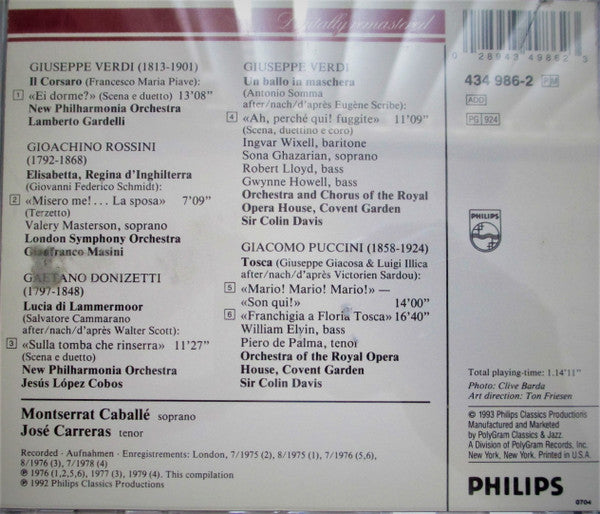 Digitally remastered
GIUSEPPE VERDI (1813-1901)
Il Corsaro (Francesco Maria Piave):
1 «Ei dorme?» (Scena e duetto) 13'08"
New Philharmonia Orchestra
Lamberto Gardelli
GIOACHINO ROSSINI
(1792-1868)
Elisabetta, Regina d'Inghilterra
(Giovanni Federico Schmidt):
2 «Misero me!... La sposa» 7'09"
(Terzetto)
Valery Masterson, soprano
London Symphony Orchestra
Gianfranco Masini
GAETANO DONIZETTI
(1797-1848)
Lucia di Lammermoor
(Salvatore Cammarano
after/nach/d'après Walter Scott):
3 «Sulla tomba che rinserra» 11'27"
(Scena e duetto)
New Philharmonia Orchestra
Jesús López Cobos
GIUSEPPE VERDI
Un ballo in maschera
(Antonio Somma
after/nach/d'après Eugène Scribe):
4 «Ah, perché qui! fuggite» 11'09"
(Scena, duettino e coro)
Ingvar Wixell, baritone
Sona Ghazarian, soprano
Robert Lloyd, bass
Gwynne Howell, bass
Orchestra and Chorus of the Royal
Opera House, Covent Garden
Sir Colin Davis
GIACOMO PUCCINI (1858-1924)
Tosca (Giuseppe Giacosa & Luigi Illica
after/nach/d'après Victorien Sardou):
5 «Mario! Mario! Mario!» —
«Son qui!» 14'00"
6 «Franchigia a Floria Tosca» 16'40"
William Elvin, bass
Piero de Palma, tenor
Orchestra of the Royal Opera
House, Covent Garden
Sir Colin Davis
Montserrat Caballé soprano
José Carreras tenor
Recorded · Aufnahmen · Enregistrements: London, 7/1975 (2), 8/1975 (1), 7/1976 (5,6),
8/1976 (3), 7/1978 (4)
℗ 1976 (1,2,5,6), 1977 (3), 1979 (4). This compilation
℗ 1992 Philips Classics Productions
0 28943 49862 3
434 986-2 PM
ADD
PG 924
PHILIPS
Total playing-time: 1.14'11"
Photo: Clive Barda
Art direction: Ton Friesen
© 1993 Philips Classics Productions
Manufactured and Marketed
by PolyGram Classics & Jazz.
A Division of PolyGram Records, Inc.
New York, New York. Printed in U.S.A.
PHILIPS
0704